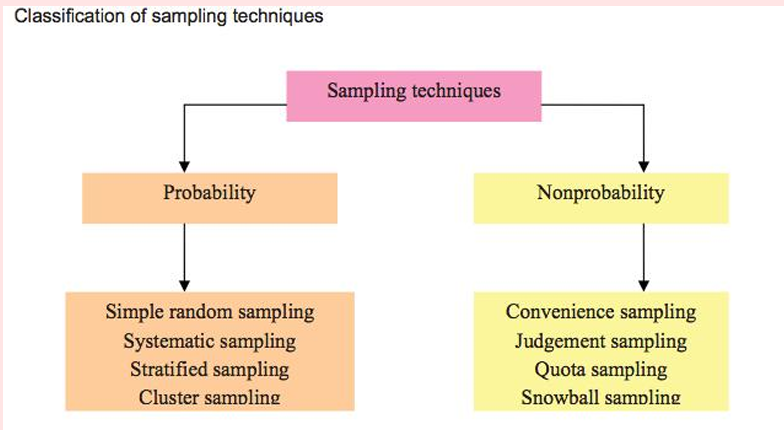 Classification of sampling techniques
Sampling techniques
Probability
Nonprobability
Simple random sampling
Systematic sampling
Stratified sampling
Cluster sampling
Convenience sampling
Judgement sampling
Quota sampling
Snowball sampling